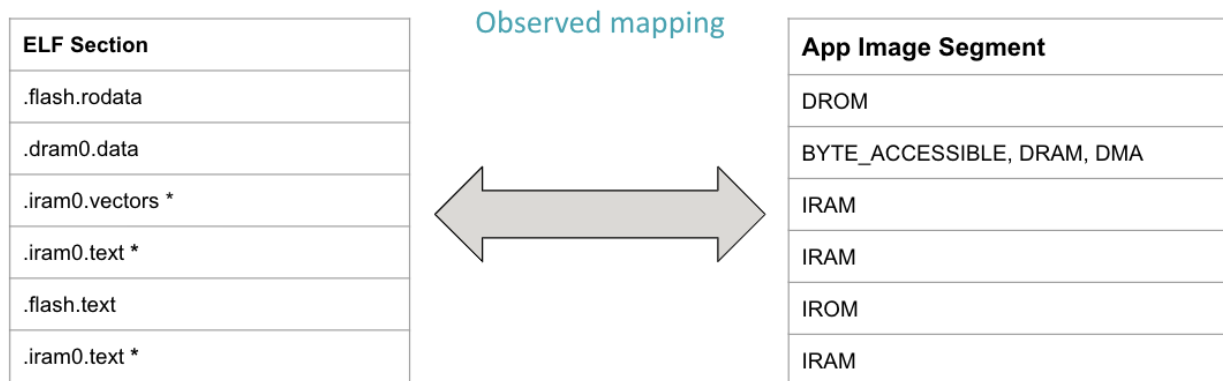 Observed mapping
ELF Section
.flash.rodata
.dram0.data
.iram0.vectors *
.iram0.text *
.flash.text
.iram0.text *
App Image Segment
DROM
BYTE_ACCESSIBLE, DRAM, DMA
IRAM
IRAM
IROM
IRAM